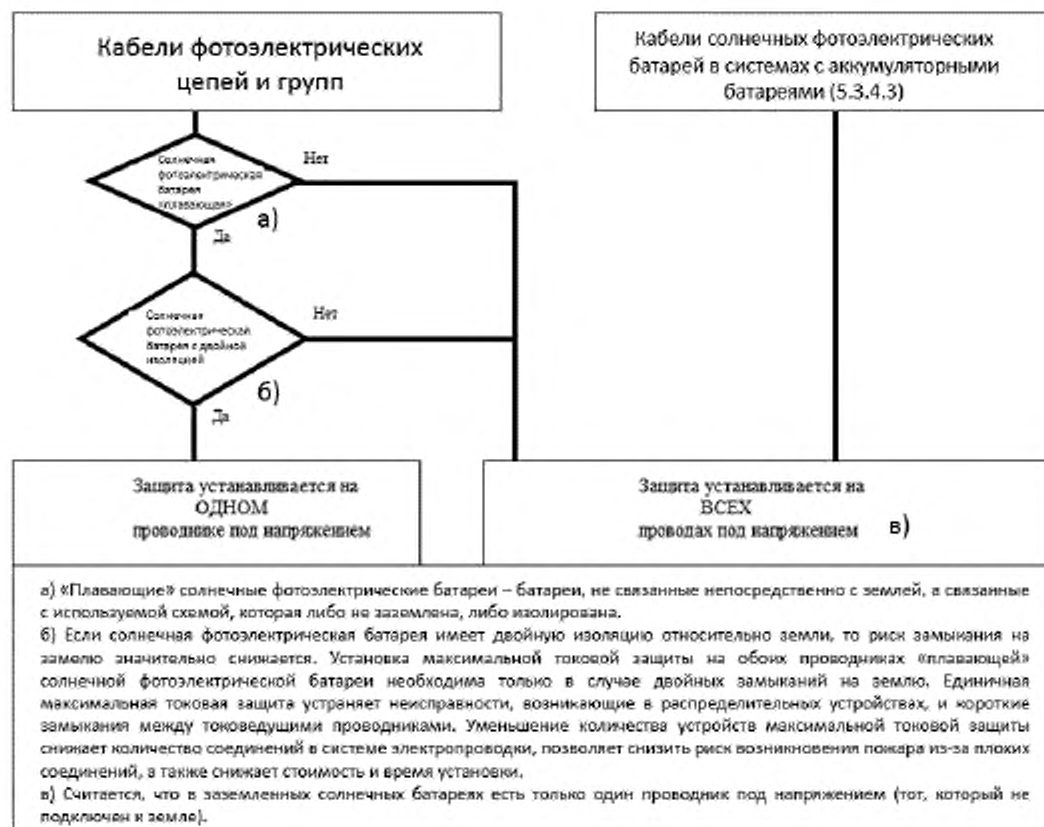 Кабели фотоэлектрических
цепей и групп
Кабели солнечных фотоэлектрических
батарей в системах с аккумуляторными
батареями (5.3.4.3)
Солнечная
фотоэлектрическая
батарея
«плавающая»
Нет
а)
Да
Солнечная
фотоэлектрическая
батарея с двойной
изоляцией
Нет
б)
Да
Защита устанавливается на
ОДНОМ
проводнике под напряжением
Защита устанавливается на
ВСЕХ
проводах под напряжением
в)
а) «Плавающие» солнечные фотоэлектрические батареи – батареи, не связанные непосредственно с землей, а связанные
с используемой схемой, которая либо не заземлена, либо изолирована.
б) Если солнечная фотоэлектрическая батарея имеет двойную изоляцию относительно земли, то риск замыкания на
замелю значительно снижается. Установка максимальной токовой защиты на обоих проводниках «плавающей»
солнечной фотоэлектрической батареи необходима только в случае двойных замыканий на землю. Единичная
максимальная токовая защита устраняет неисправности, возникающие в распределительных устройствах, и короткие
замыкания между токоведущими проводниками. Уменьшение количества устройств максимальной токовой защиты
снижает количество соединений в системе электропроводки, позволяет снизить риск возникновения пожара из-за плохих
соединений, а также снижает стоимость и время установки.
в) Считается, что в заземленных солнечных батареях есть только один проводник под напряжением (тот, который не
подключен к земле).